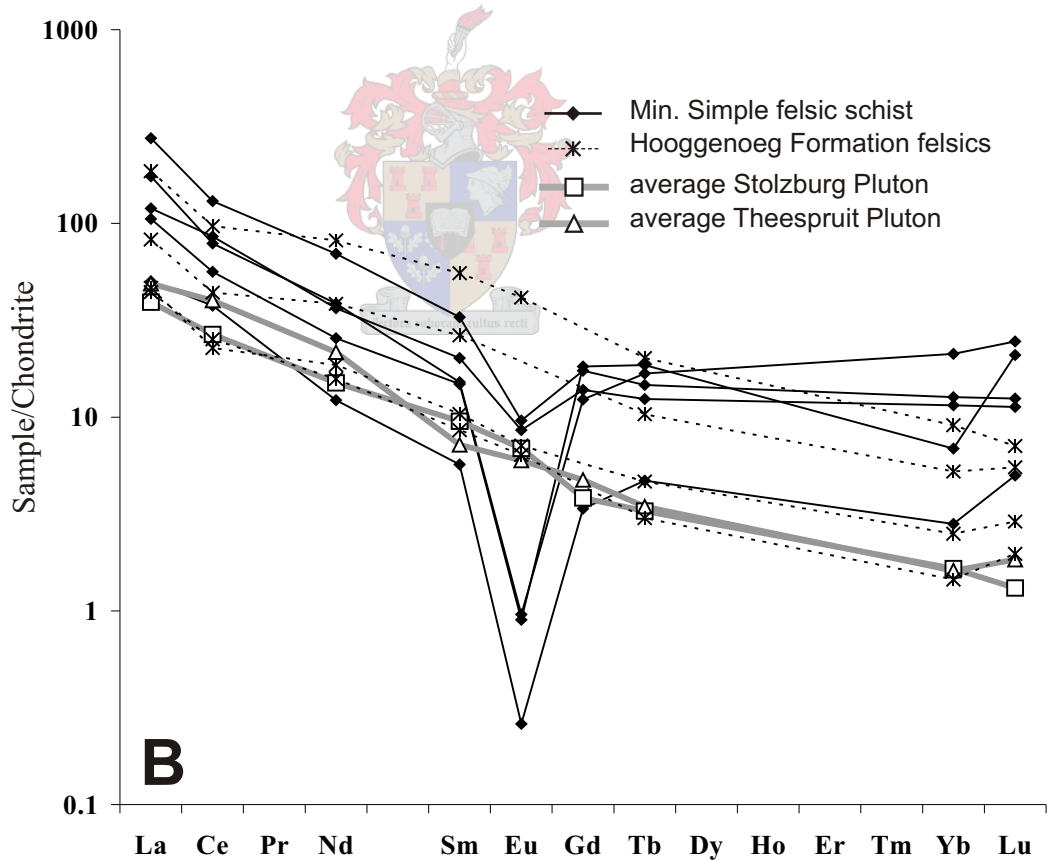 1000
Min. Simple felsic schist
Hooggenoeg Formation felsics
average Stolzburg Pluton
average Theespruit Pluton
100
10
1
0.1
Sample/Chondrite
B
La Ce Pr Nd Sm Eu Gd Tb Dy Ho Er Tm Yb Lu